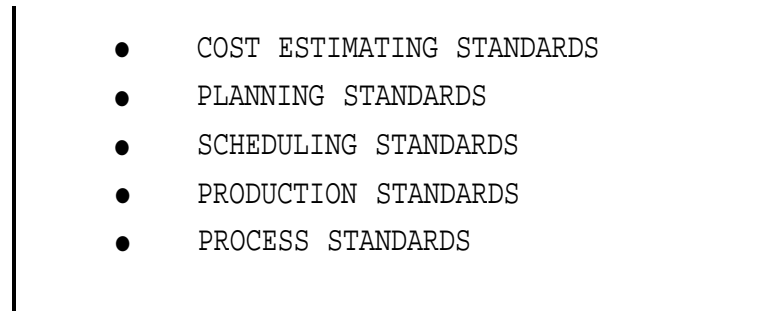 ● COST ESTIMATING STANDARDS
● PLANNING STANDARDS
● SCHEDULING STANDARDS
● PRODUCTION STANDARDS
● PROCESS STANDARDS